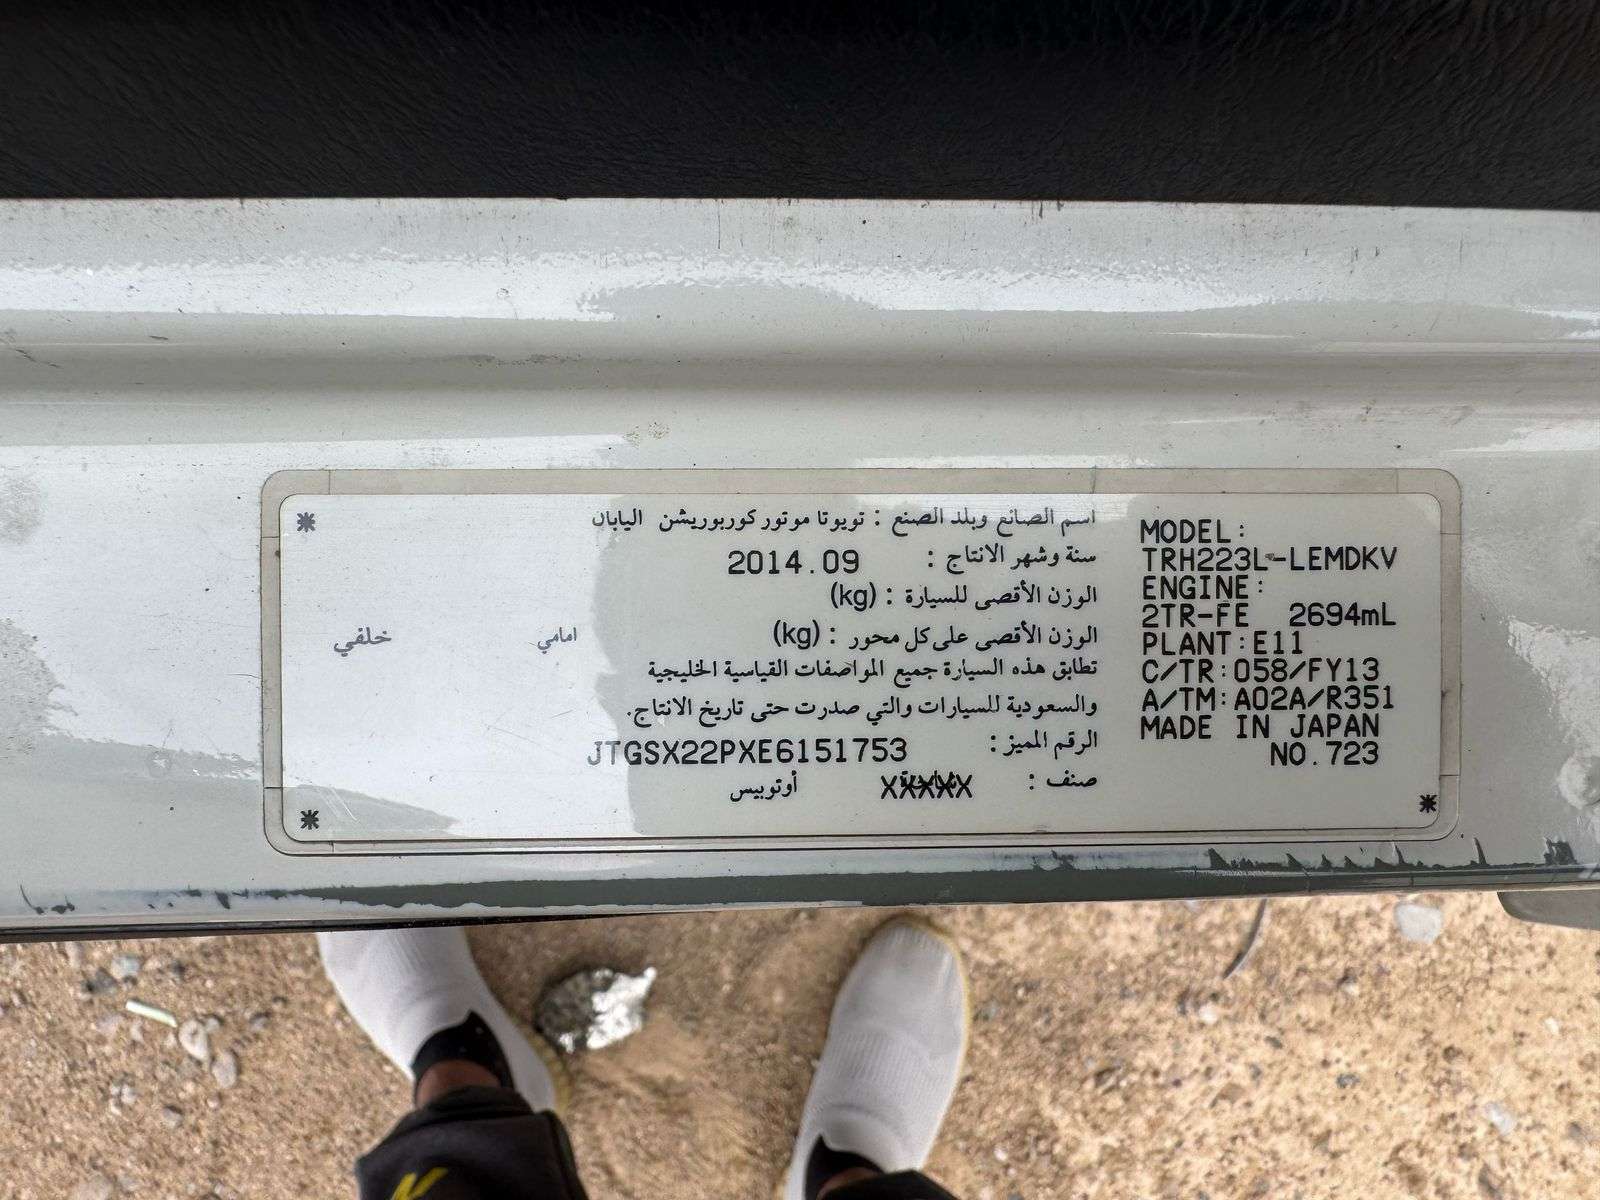 اسم الصانع وبلد الصنع : تويوتا موتور كوربوريشن اليابان
سنة وشهر الانتاج : 2014.09
الوزن الأقصى للسيارة : (kg)
الوزن الأقصى على كل محور : (kg) امامي خلفي
تطابق هذه السيارة جميع المواصفات القياسية الخليجية
والسعودية للسيارات والتي صدرت حتى تاريخ الانتاج.
الرقم المميز : JTGSX22PXE6151753
صنف : XXXXX أوتوبيس
MODEL:
TRH223L-LEMDKV
ENGINE:
2TR-FE 2694mL
PLANT:E11
C/TR:058/FY13
A/TM:A02A/R351
MADE IN JAPAN
NO.723